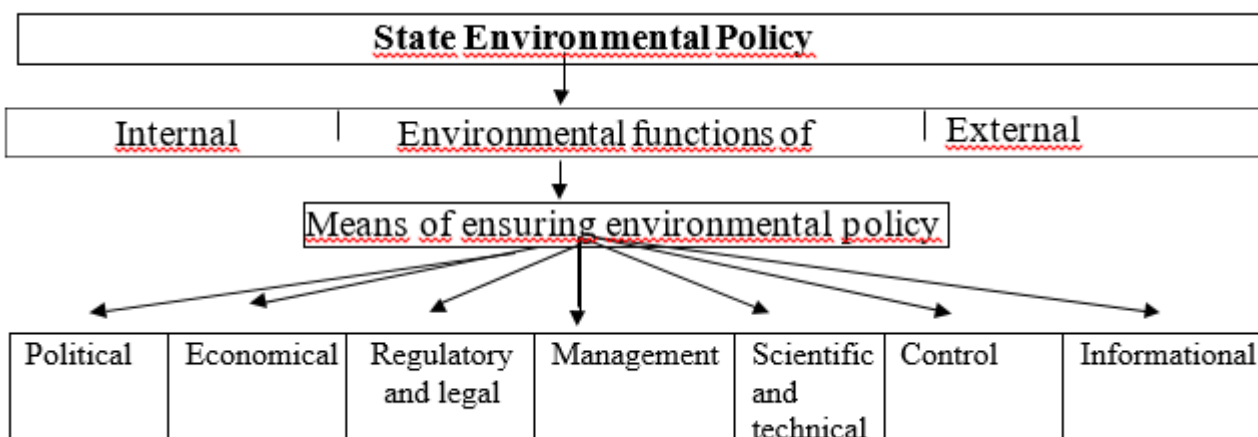 State Environmental Policy
Internal Environmental functions of External
Means of ensuring environmental policy
Political Economical Regulatory and legal Management Scientific and technical Control Informational